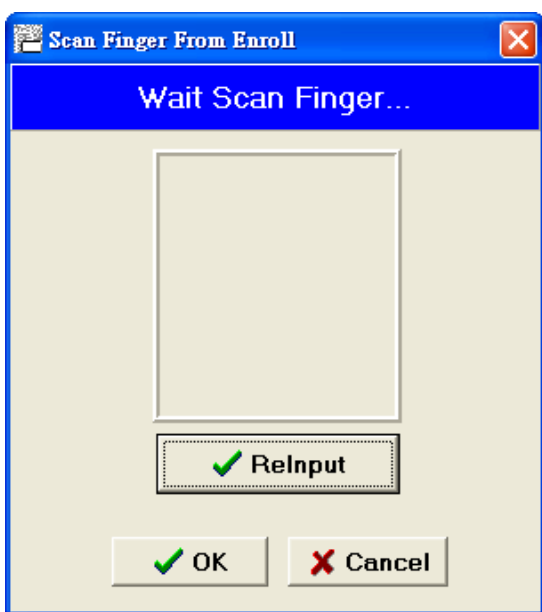 Scan Finger From Enroll
Wait Scan Finger...
ReInput
OK
Cancel